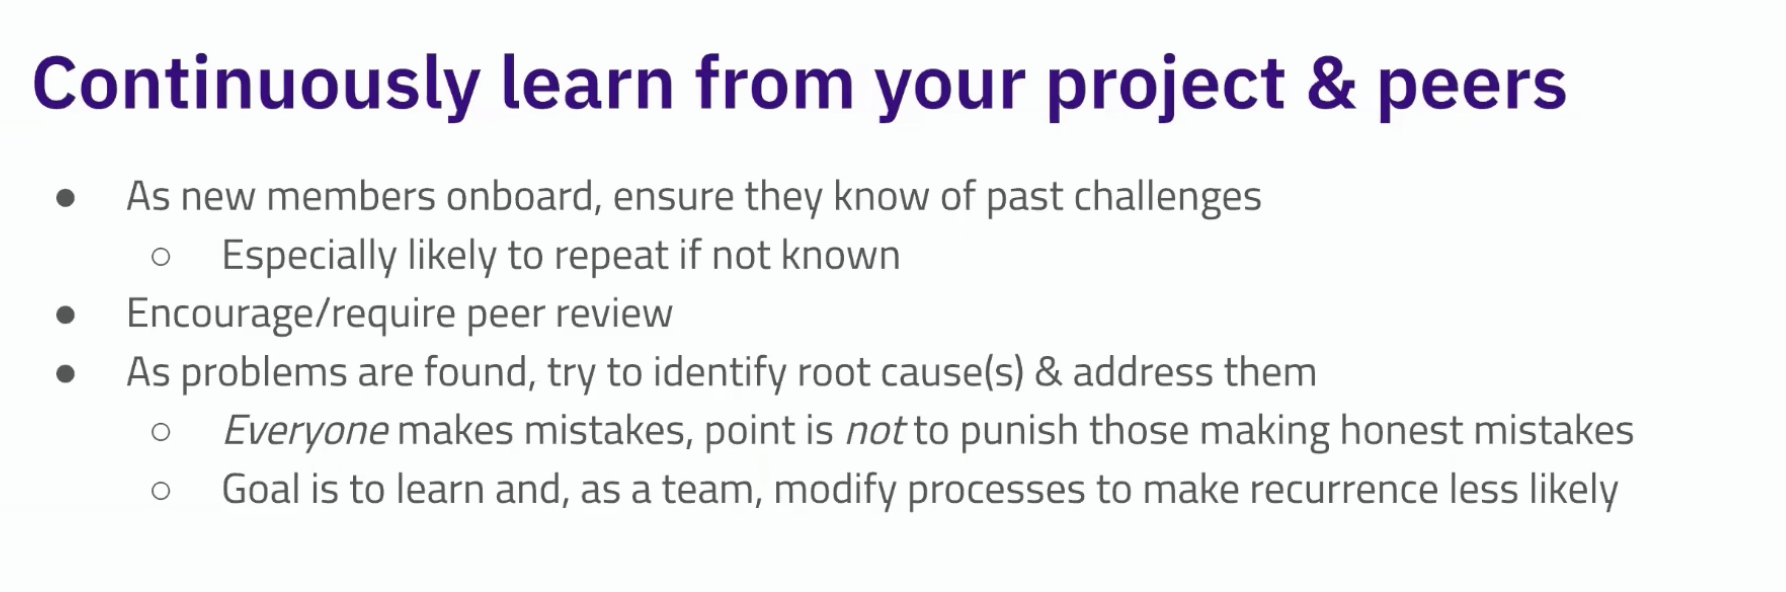 Continuously learn from your project & peers
● As new members onboard, ensure they know of past challenges
○ Especially likely to repeat if not known
● Encourage/require peer review
● As problems are found, try to identify root cause(s) & address them
○ Everyone makes mistakes, point is not to punish those making honest mistakes
○ Goal is to learn and, as a team, modify processes to make recurrence less likely